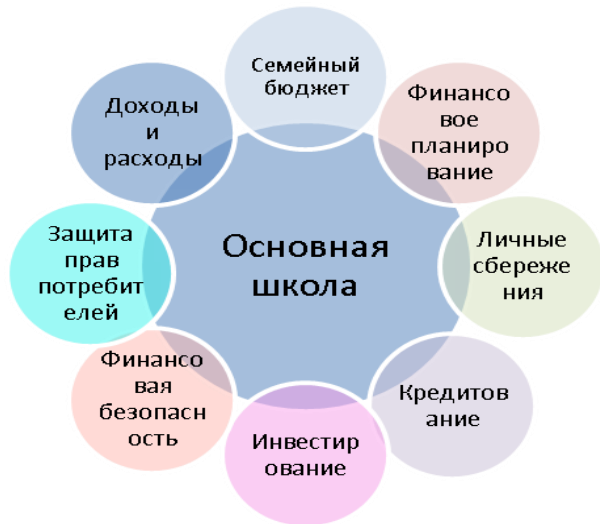 Семейный
бюджет
Финансо
вое
планиро
вание
Личные
сбереже
ния
Кредитов
ание
Инвестир
ование
Финансо
вая
безопасн
ость
Защита
прав
потребит
елей
Доходы
и
расходы
Основная
школа